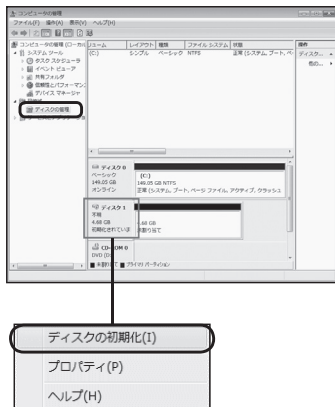 コンピュータの管理
ファイル(F) 操作(A) 表示(V) ヘルプ(H)
コンピュータの管理 (ローカル
システム ツール
タスク スケジューラ
イベント ビューア
共有フォルダ
信頼性とパフォーマンス
デバイス マネージャ
ディスクの管理
ボリューム レイアウト 種類 ファイル システム 状態
(C:) シンプル ベーシック NTFS 正常 (システム, ブート, ペー
操作
ディスク...
他の...
ディスク 0
ベーシック
149.05 GB
オンライン
(C:)
149.05 GB NTFS
正常 (システム, ブート, ページ ファイル, アクティブ, クラッシュ
ディスク 1
不明
4.68 GB
初期化されていま
4.68 GB
未割り当て
CD-ROM 0
DVD (D:)
未割り当て プライマリ パーティション
ディスクの初期化(I)
プロパティ(P)
ヘルプ(H)